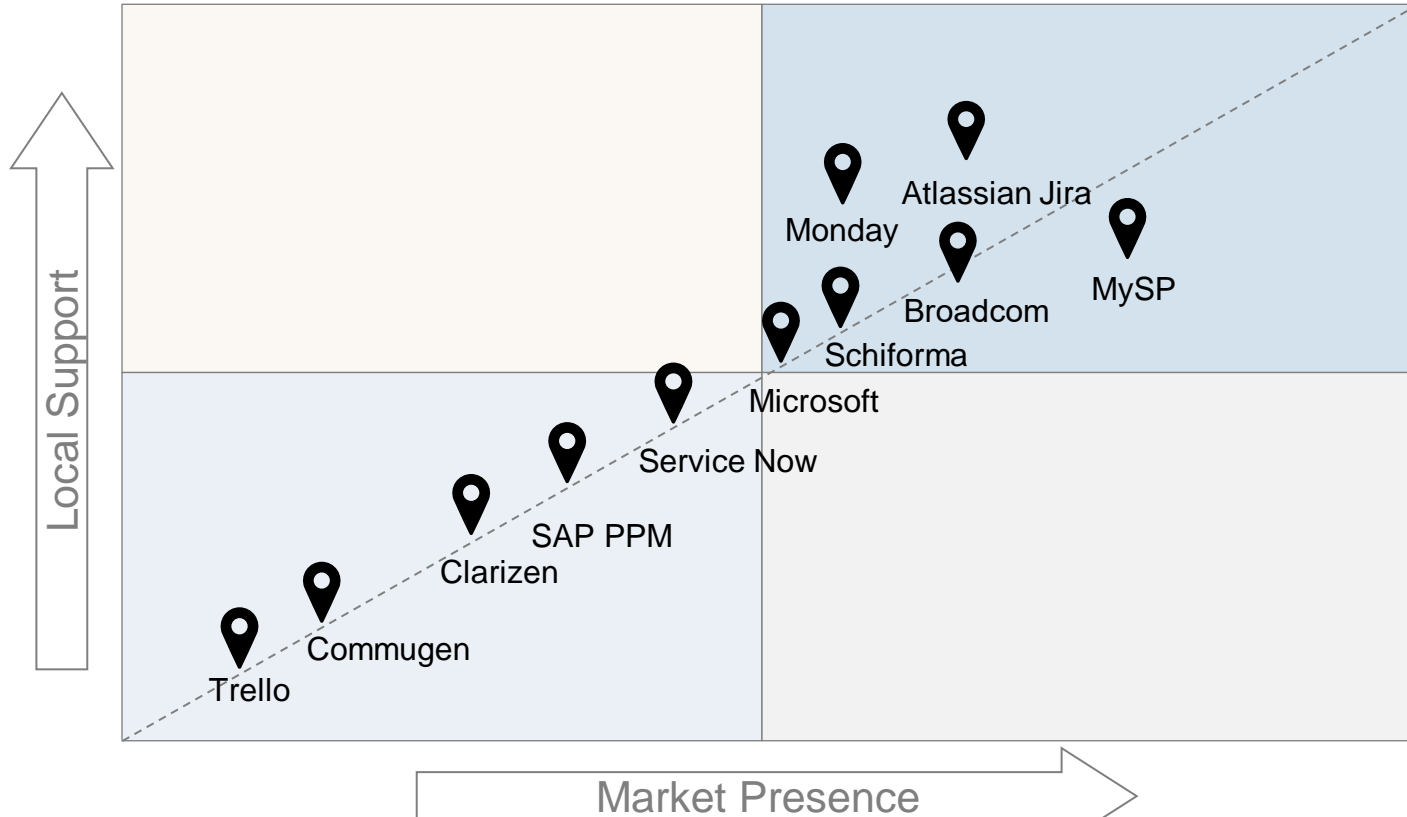 Atlassian Jira
Monday
MySP
Broadcom
Schiforma
Microsoft
Service Now
SAP PPM
Clarizen
Commugen
Trello
Local Support
Market Presence